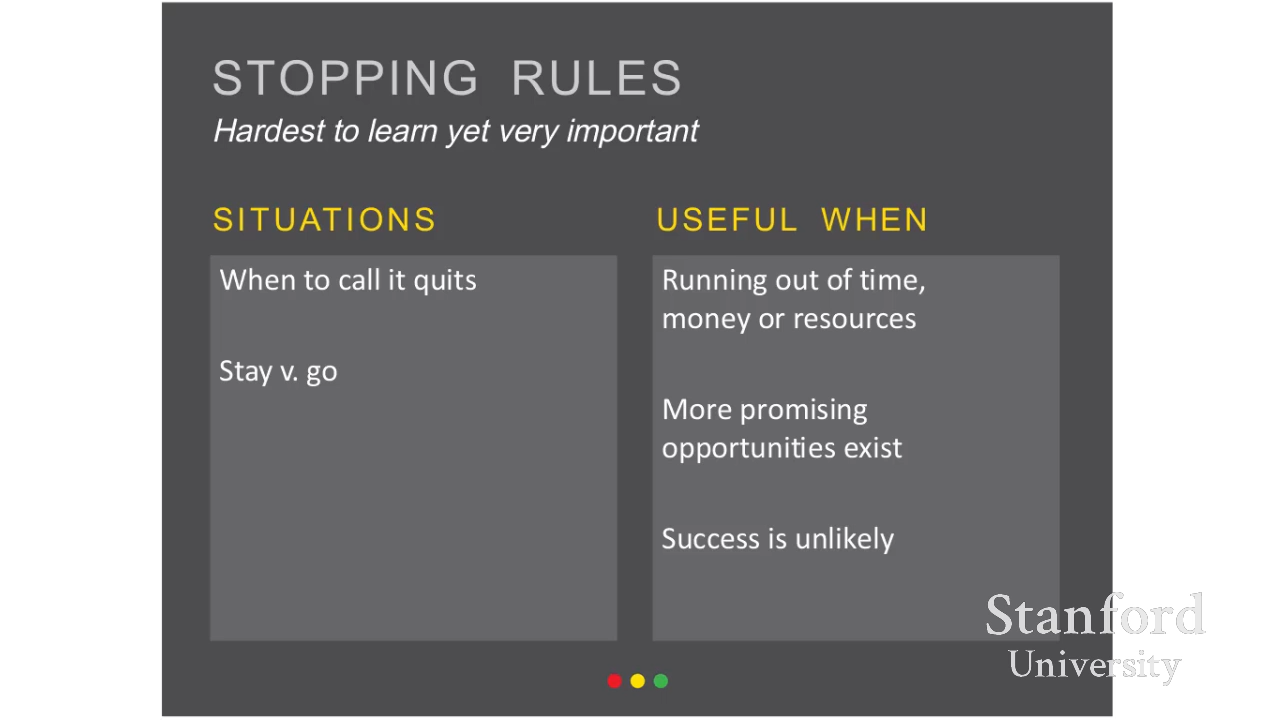 STOPPING RULES
Hardest to learn yet very important
SITUATIONS
When to call it quits
Stay v. go
USEFUL WHEN
Running out of time,
money or resources
More promising
opportunities exist
Success is unlikely
Stanford
University